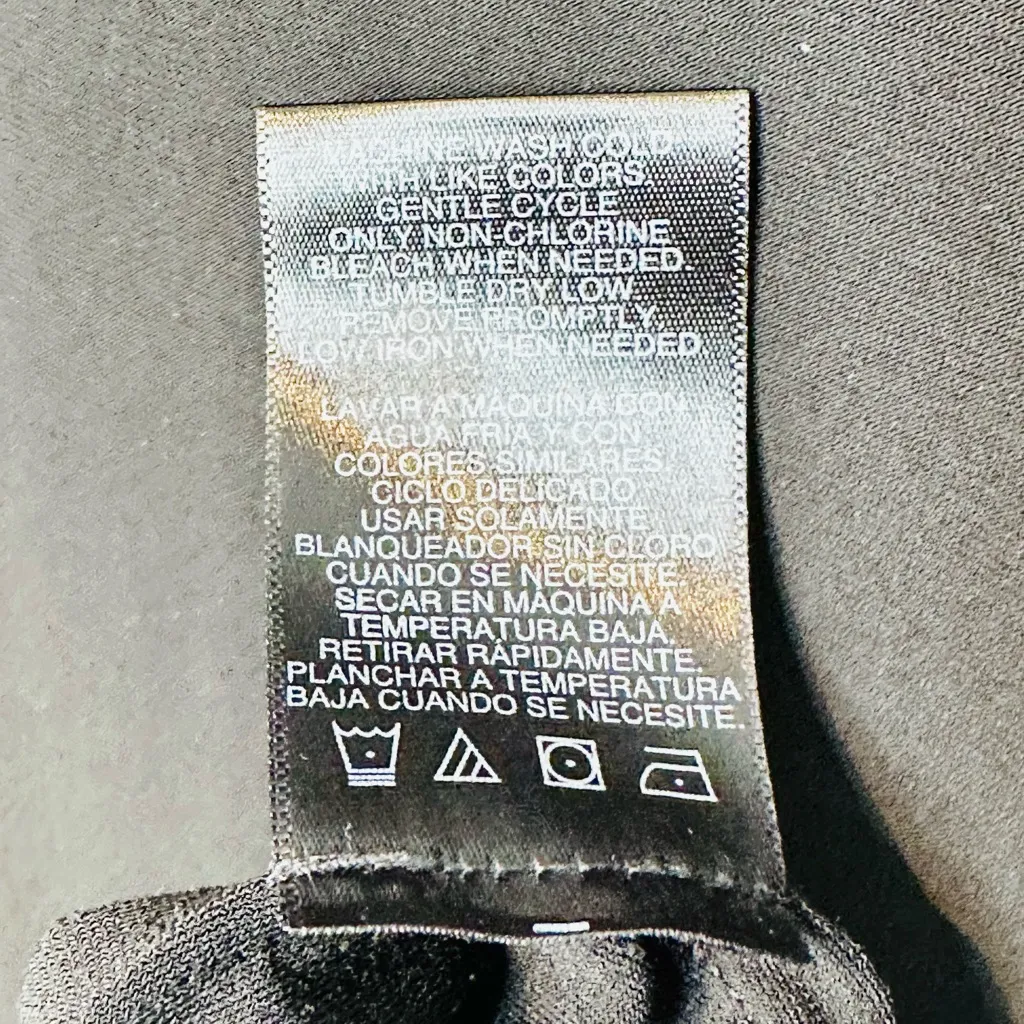 MACHINE WASH COLD
WITH LIKE COLORS.
GENTLE CYCLE
ONLY NON-CHLORINE
BLEACH WHEN NEEDED.
TUMBLE DRY LOW
REMOVE PROMPTLY.
LOW IRON WHEN NEEDED
LAVAR A MÁQUINA CON
AGUA FRIA Y CON
COLORES SIMILARES.
CICLO DELICADO
USAR SOLAMENTE
BLANQUEADOR SIN CLORO
CUANDO SE NECESITE
SECAR EN MÁQUINA A
TEMPERATURA BAJA.
RETIRAR RÁPIDAMENTE.
PLANCHAR A TEMPERATURA
BAJA CUANDO SE NECESITE.